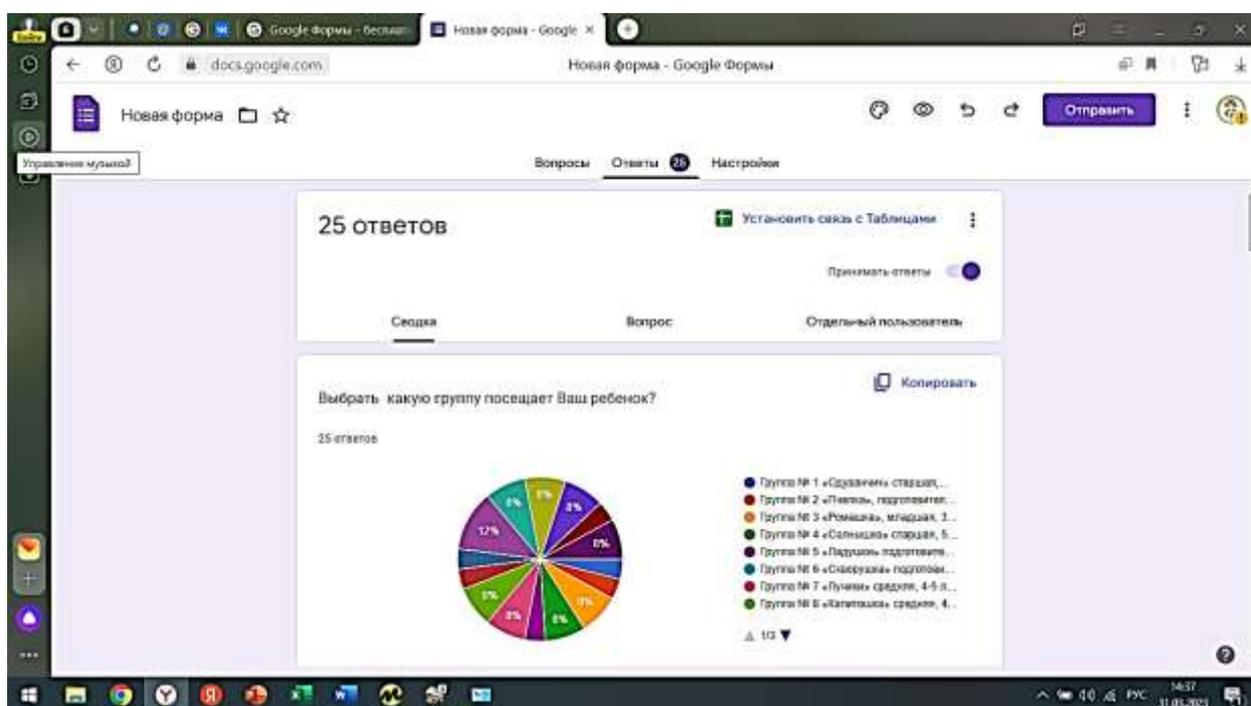 Google Формы - бесплат
Новая форма - Google
docs.google.com
Новая форма - Google Формы
Новая форма
Отправить
Управление музыкой
Вопросы
Ответы 25
Настройки
25 ответов
Установить связь с Таблицами
Принимать ответы
Сводка
Вопрос
Отдельный пользователь
Копировать
Выбрать какую группу посещает Ваш ребенок?
25 ответов
8%
8%
8%
12%
8%
8%
8%
8%
8%
Группа № 1 «Одуванчик» старшая,...
Группа № 2 «Пчелка», подготовител...
Группа № 3 «Ромашка», младшая, 3...
Группа № 4 «Солнышко» старшая, 5...
Группа № 5 «Ладушки» подготовите...
Группа № 6 «Скворушка» подготови...
Группа № 7 «Лучики» средняя, 4-5 л...
Группа № 8 «Капитошка» средняя, 4...
1/3
РУС
14:37
31.03.2023